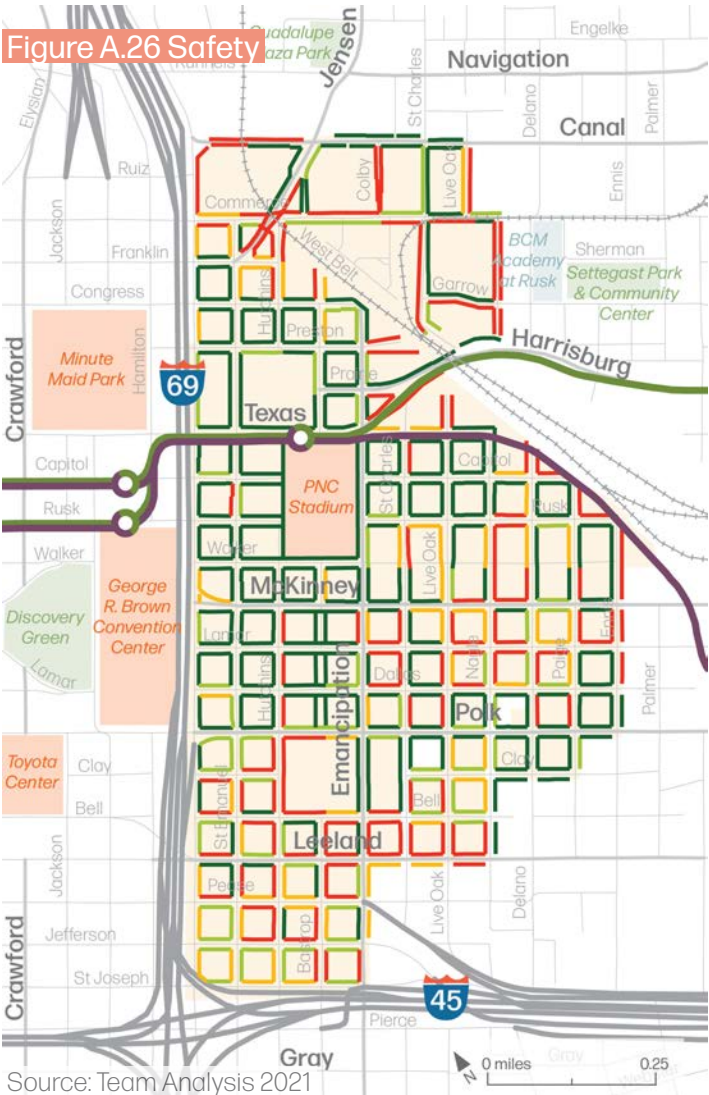 Figure A.26 Safety
Guadalupe
Plaza Park
Jensen
Engelke
Navigation
Runnels
Elysian
St Charles
Delano
Palmer
Canal
Ruiz
Colby
Live Oak
Ennis
Commerce
Jackson
West Belt
BCM
Academy
at Rusk
Sherman
Franklin
Settegast Park
& Community
Center
Congress
Hutchins
Garrow
Preston
Harrisburg
Minute
Maid Park
Hamilton
Crawford
69
Prairie
Texas
Capitol
St Charles
Capitol
PNC
Stadium
Rusk
Rusk
Walker
Walker
Live Oak
George
R. Brown
Convention
Center
McKinney
Discovery
Green
Lamar
Lamar
Ennis
Emancipation
Dallas
Nagle
Paige
Hutchins
Palmer
Polk
Toyota
Center
Clay
Clay
St Emanuel
Bell
Bell
Leeland
Jackson
Pease
Live Oak
Delano
Crawford
Jefferson
Bastrop
St Joseph
45
Pierce
Gray
N
0 miles
0.25
Gray
Source: Team Analysis 2021